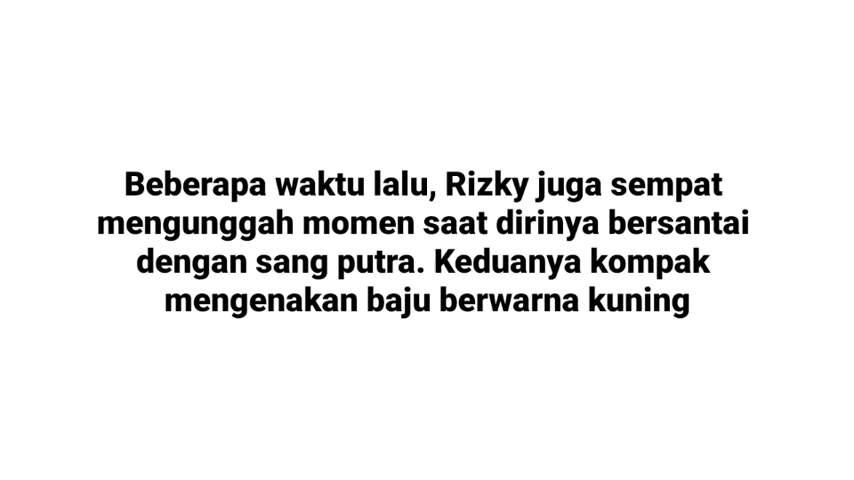 Beberapa waktu lalu, Rizky juga sempat
mengunggah momen saat dirinya bersantai
dengan sang putra. Keduanya kompak
mengenakan baju berwarna kuning